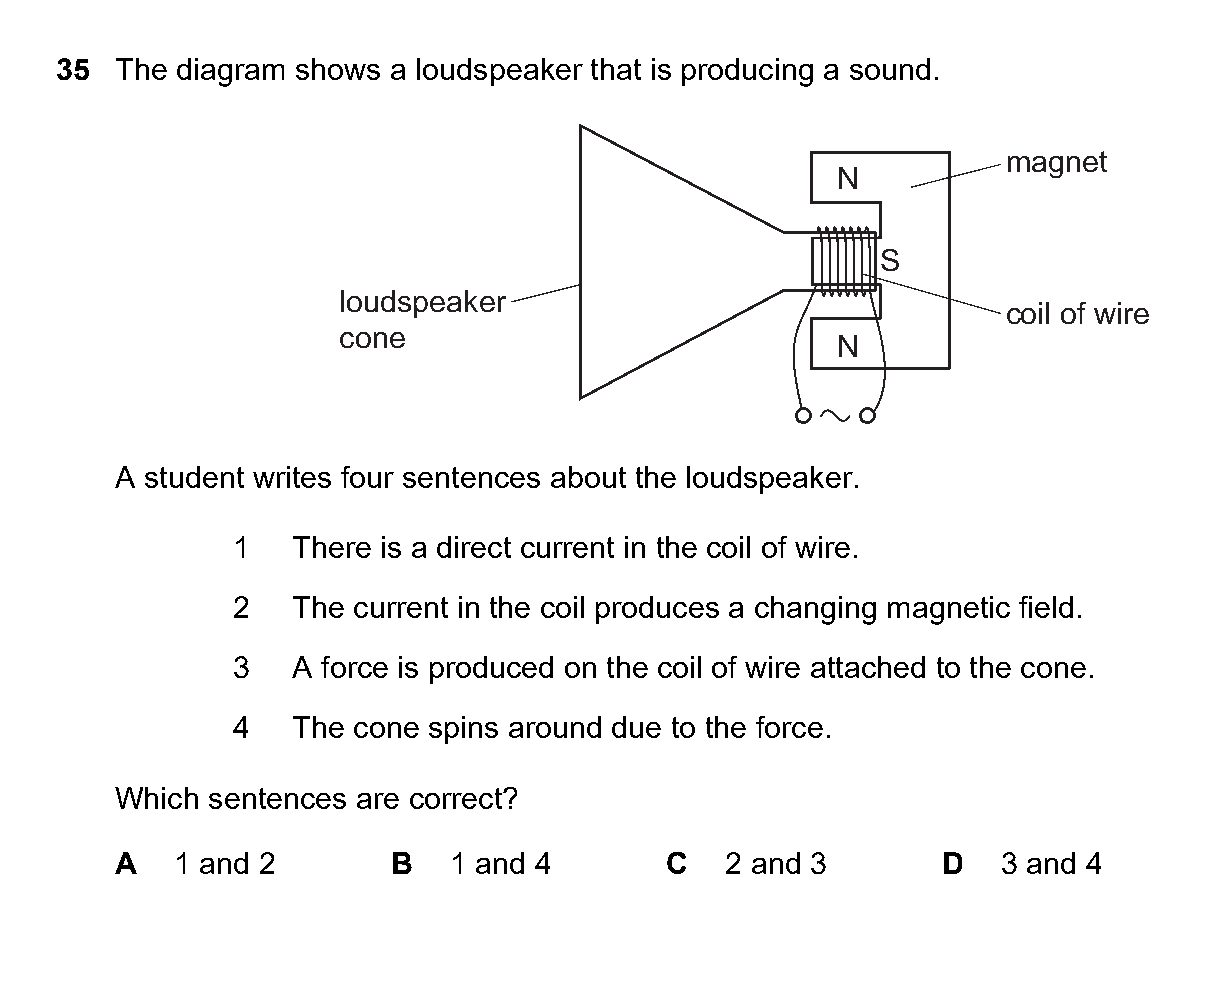 35 The diagram shows a loudspeaker that is producing a sound.
N
magnet
S
loudspeaker
cone
coil of wire
N
A student writes four sentences about the loudspeaker.
1 There is a direct current in the coil of wire.
2 The current in the coil produces a changing magnetic field.
3 A force is produced on the coil of wire attached to the cone.
4 The cone spins around due to the force.
Which sentences are correct?
A 1 and 2 B 1 and 4 C 2 and 3 D 3 and 4